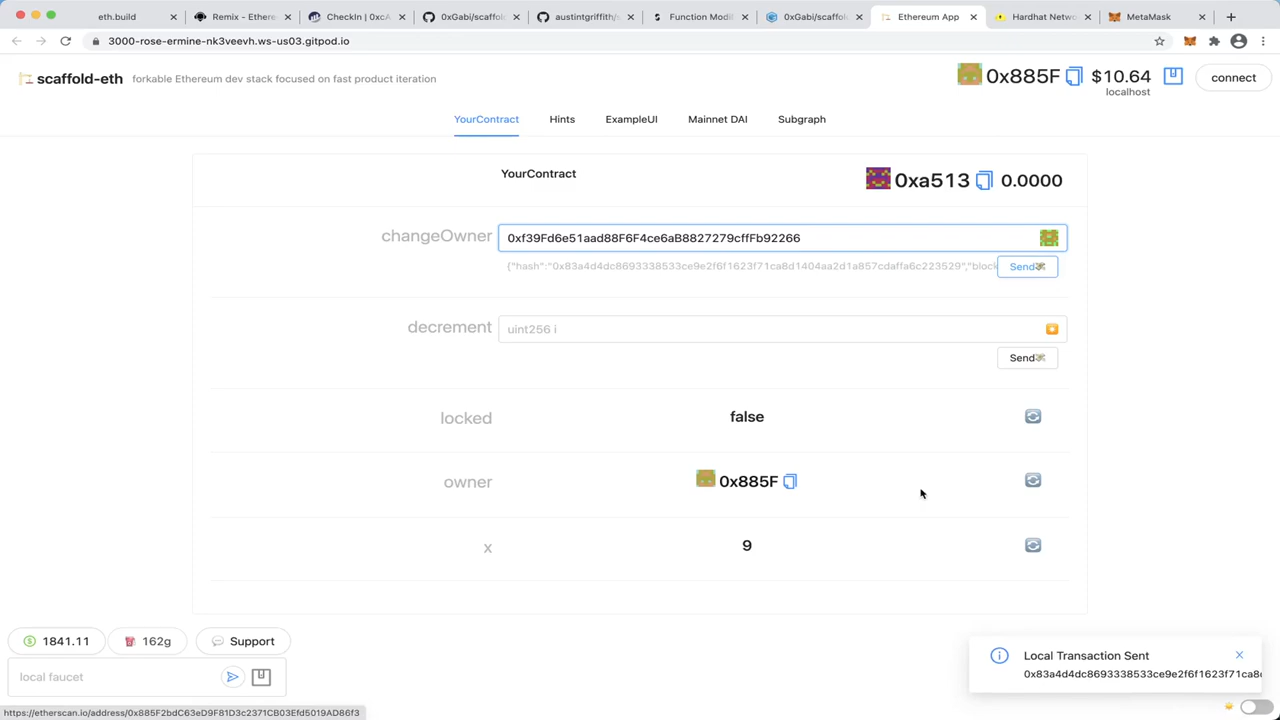 eth.build
Remix - Ethere
CheckIn | 0xcA
0xGabi/scaffol
austintgriffith/s
Function Modif
0xGabi/scaffol
Ethereum App
Hardhat Netwo
MetaMask
3000-rose-ermine-nk3veevh.ws-us03.gitpod.io
scaffold-eth
forkable Ethereum dev stack focused on fast product iteration
0x885F
$10.64
localhost
connect
YourContract
Hints
ExampleUI
Mainnet DAI
Subgraph
YourContract
0xa513
0.0000
changeOwner
0xf39Fd6e51aad88F6F4ce6aB8827279cffFb92266
{"hash":"0x83a4d4dc8693338533ce9e2f6f1623f71ca8d1404aa2d1a857cdaffa6c223529","block
Send
decrement
uint256 i
Send
locked
false
owner
0x885F
x
9
1841.11
162g
Support
local faucet
Local Transaction Sent
0x83a4d4dc8693338533ce9e2f6f1623f71ca8
https://etherscan.io/address/0x885F2bdC63eD9F81D3c2371CB03Efd5019AD86f3